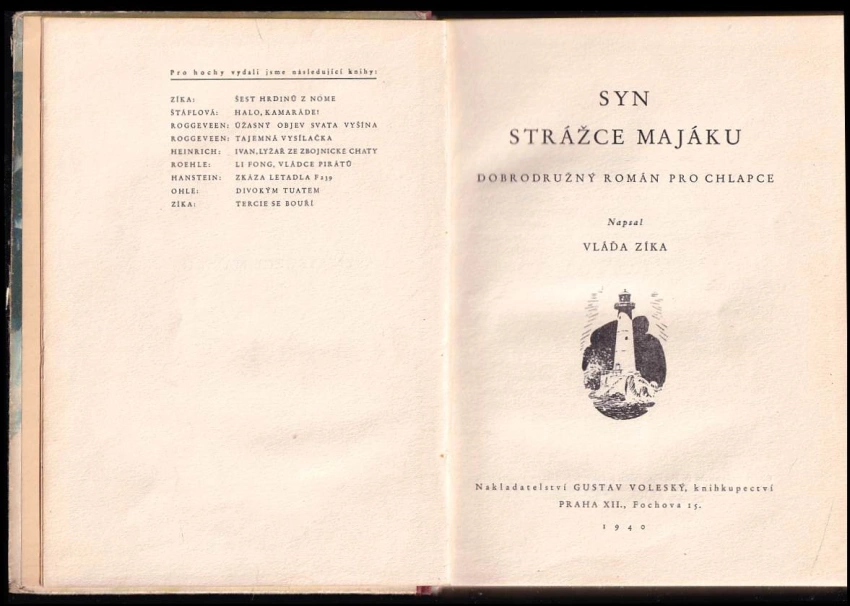 Pro hochy vydali jsme následující knihy:
ZÍKA: ŠEST HRDINŮ Z NOME
ŠTÁFLOVÁ: HALO, KAMARÁDE!
ROGGEVEEN: ÚŽASNÝ OBJEV SVATA VYŠÍNA
ROGGEVEEN: TAJEMNÁ VYSÍLAČKA
HEINRICH: IVAN, LYŽAŘ ZE ZBOJNICKÉ CHATY
ROEHLE: LI FONG, VLÁDCE PIRÁTŮ
HANSTEIN: ZKÁZA LETADLA F 239
OHLE: DIVOKÝM TUATEM
ZÍKA: TERCIE SE BOUŘÍ
SYN
STRÁŽCE MAJÁKU
DOBRODRUŽNÝ ROMÁN PRO CHLAPCE
Napsal
VLÁĎA ZÍKA
Nakladatelství GUSTAV VOLESKÝ, knihkupectví
PRAHA XII., Fochova 15.
1940